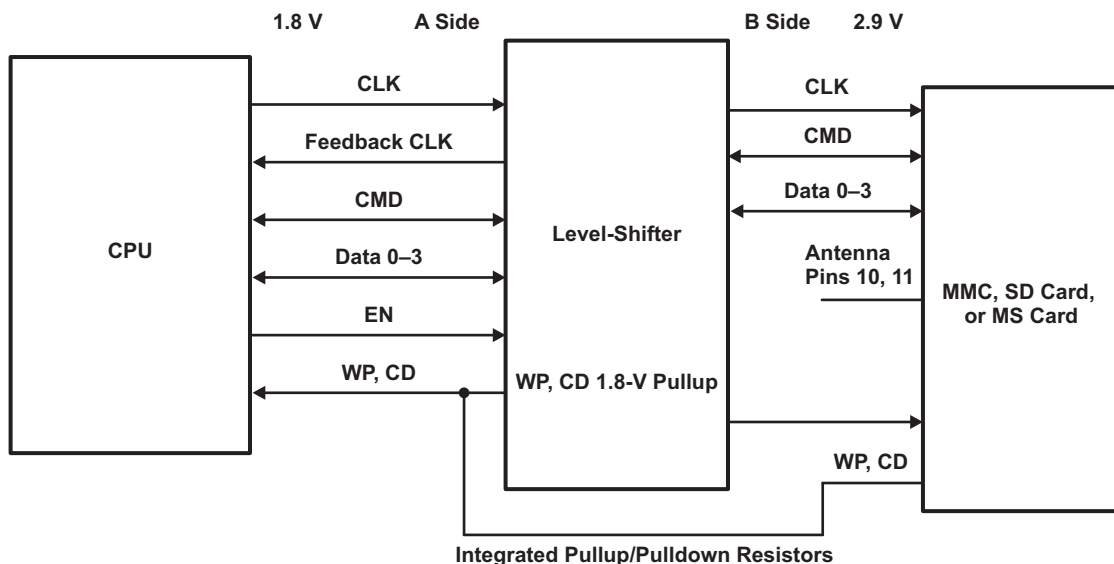 1.8 V A Side B Side 2.9 V
CLK
Feedback CLK
CMD
Data 0–3
EN
WP, CD
CPU
Level-Shifter
WP, CD 1.8-V Pullup
CLK
CMD
Data 0–3
Antenna
Pins 10, 11
WP, CD
MMC, SD Card,
or MS Card
Integrated Pullup/Pulldown Resistors